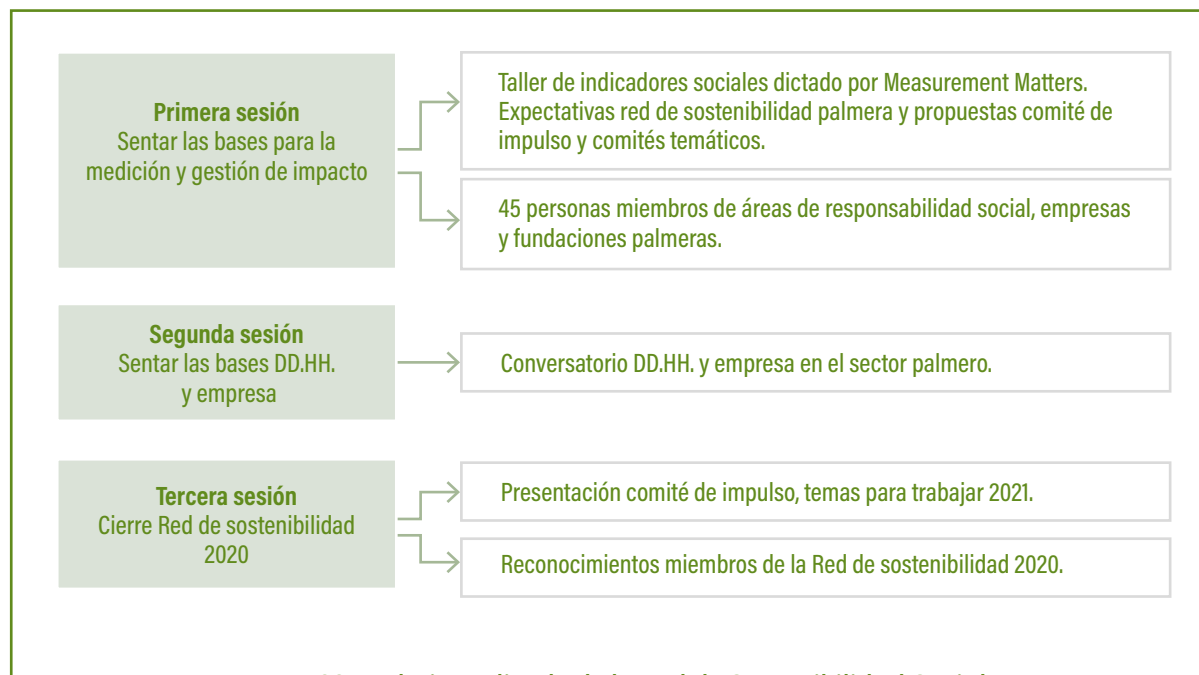 Primera sesión
Sentar las bases para la
medición y gestión de impacto
Taller de indicadores sociales dictado por Measurement Matters.
Expectativas red de sostenibilidad palmera y propuestas comité de
impulso y comités temáticos.
45 personas miembros de áreas de responsabilidad social, empresas
y fundaciones palmeras.
Segunda sesión
Sentar las bases DD.HH.
y empresa
Conversatorio DD.HH. y empresa en el sector palmero.
Tercera sesión
Cierre Red de sostenibilidad
2020
Presentación comité de impulso, temas para trabajar 2021.
Reconocimientos miembros de la Red de sostenibilidad 2020.